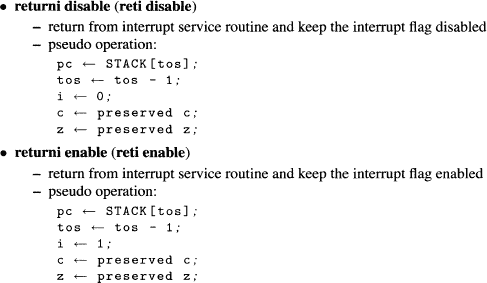 • returni disable (reti disable)
– return from interrupt service routine and keep the interrupt flag disabled
– pseudo operation:
pc ← STACK[tos];
tos ← tos - 1;
i ← 0;
c ← preserved c;
z ← preserved z;
• returni enable (reti enable)
– return from interrupt service routine and keep the interrupt flag enabled
– pseudo operation:
pc ← STACK[tos];
tos ← tos - 1;
i ← 1;
c ← preserved c;
z ← preserved z;